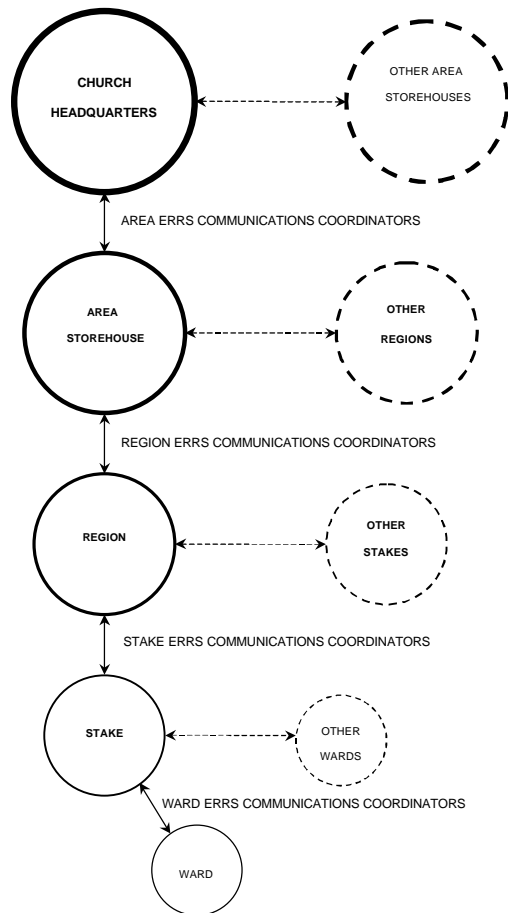 CHURCH
HEADQUARTERS
OTHER AREA
STOREHOUSES
AREA ERRS COMMUNICATIONS COORDINATORS
AREA
STOREHOUSE
OTHER
REGIONS
REGION ERRS COMMUNICATIONS COORDINATORS
REGION
OTHER
STAKES
STAKE ERRS COMMUNICATIONS COORDINATORS
STAKE
OTHER
WARDS
WARD ERRS COMMUNICATIONS COORDINATORS
WARD